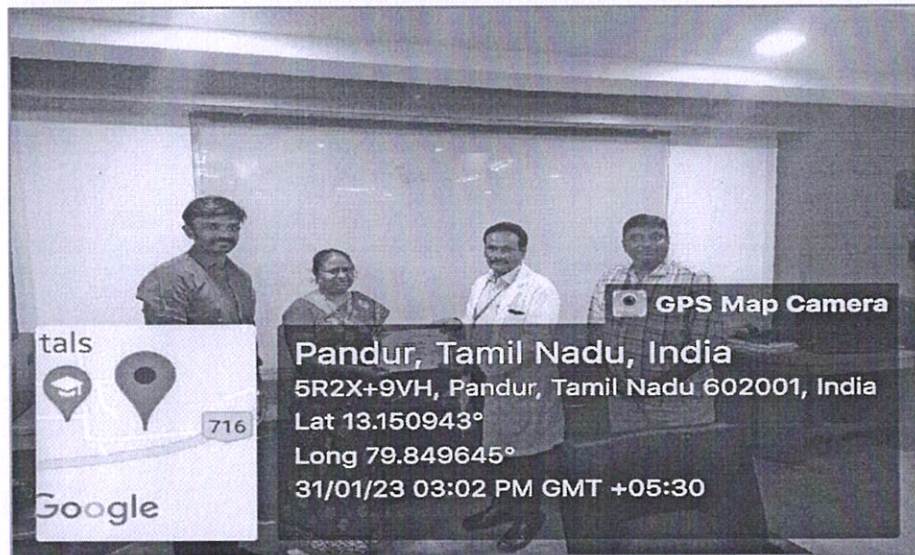 GPS Map Camera
tals
716
Google
Pandur, Tamil Nadu, India
5R2X+9VH, Pandur, Tamil Nadu 602001, India
Lat 13.150943°
Long 79.849645°
31/01/23 03:02 PM GMT +05:30